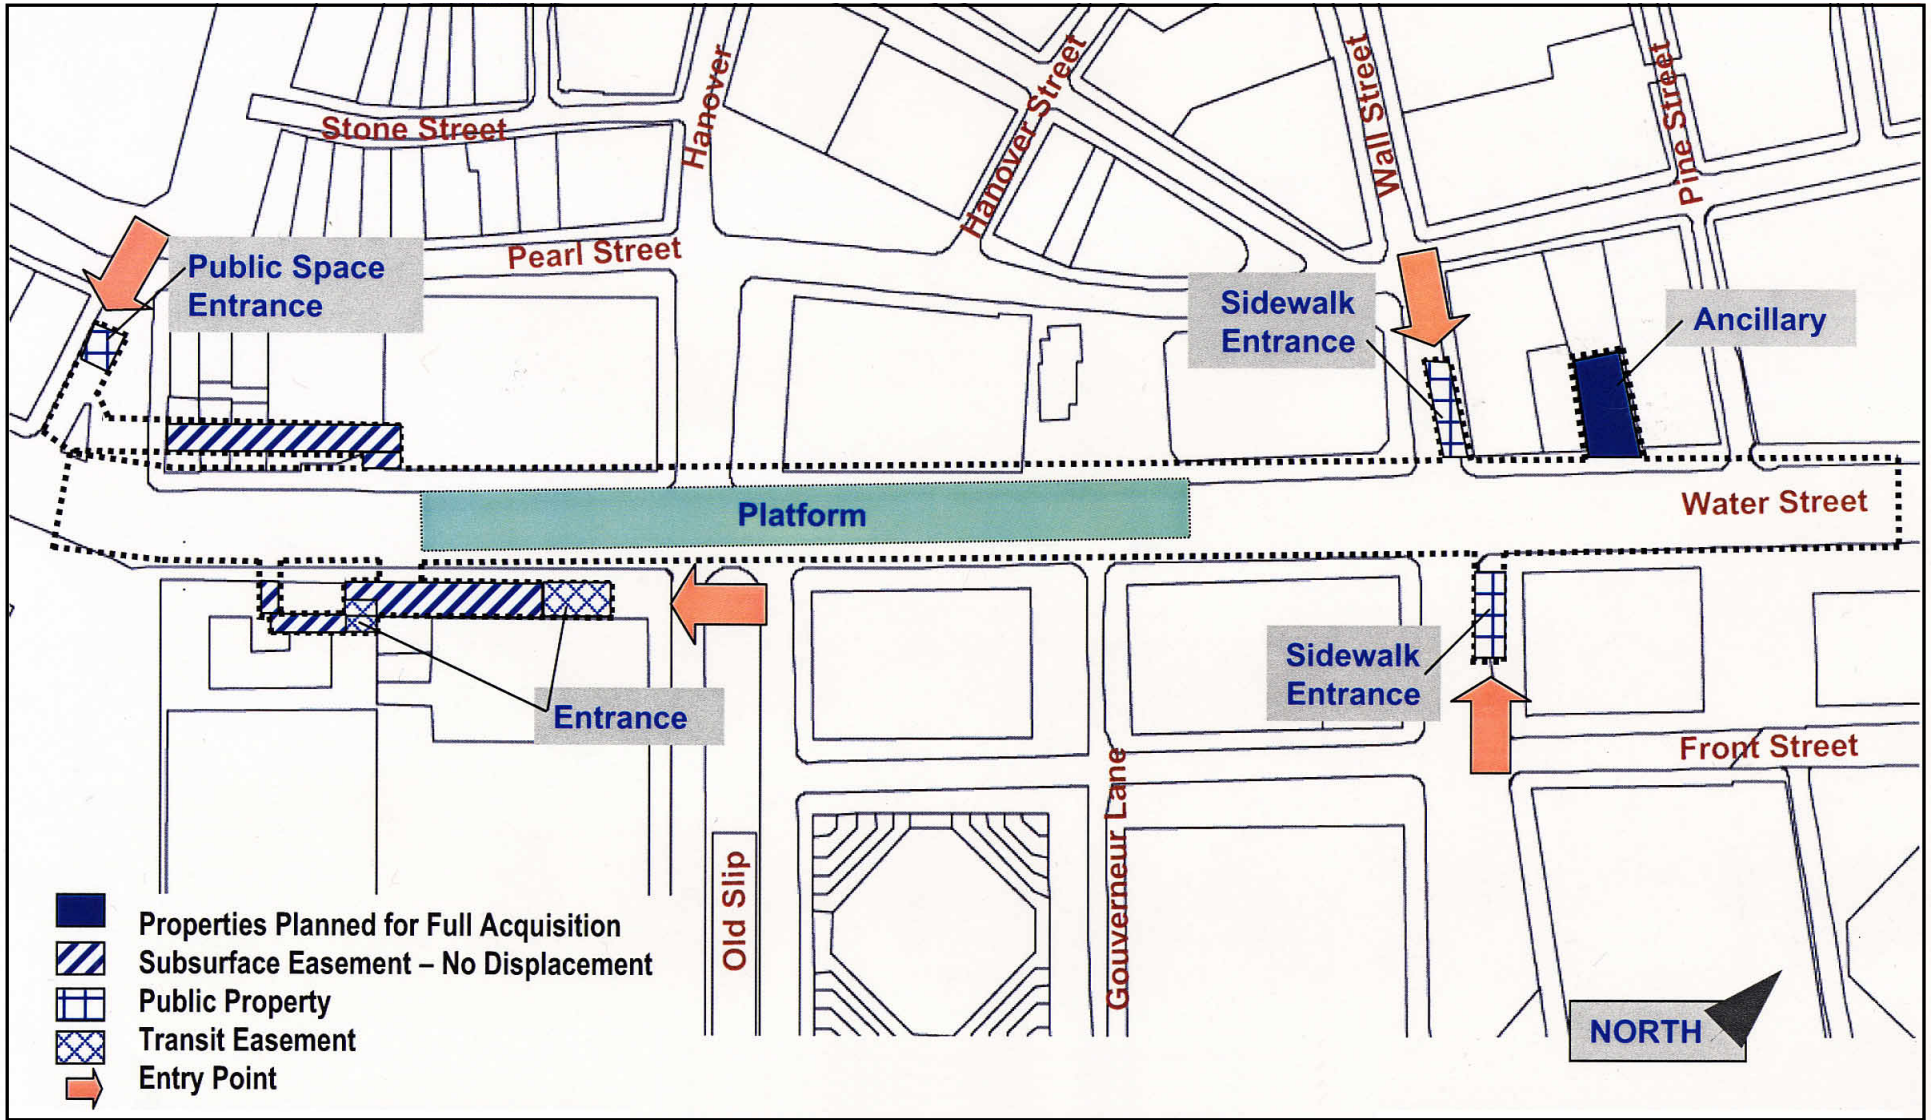 Stone Street
Hanover
Hanover Street
Wall Street
Pine Street
Pearl Street
Public Space
Entrance
Sidewalk
Entrance
Ancillary
Platform
Water Street
Entrance
Sidewalk
Entrance
Front Street
Gouverneur Lane
Old Slip
Properties Planned for Full Acquisition
Subsurface Easement – No Displacement
Public Property
Transit Easement
Entry Point
NORTH